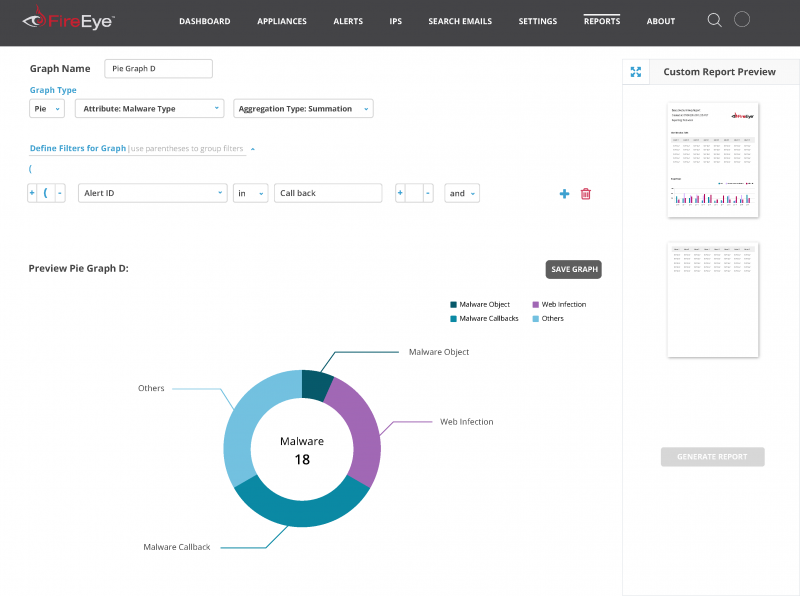 FireEye™
DASHBOARD APPLIANCES ALERTS IPS SEARCH EMAILS SETTINGS REPORTS ABOUT
Graph Name Pie Graph D
Graph Type
Pie Attribute: Malware Type Aggregation Type: Summation
Define Filters for Graph | use parentheses to group filters
(
+ ( - Alert ID in Call back + - and
Preview Pie Graph D:
SAVE GRAPH
Malware Object Web Infection
Malware Callbacks Others
Malware Object
Others
Web Infection
Malware
18
Malware Callback
Custom Report Preview
FireEye
GENERATE REPORT